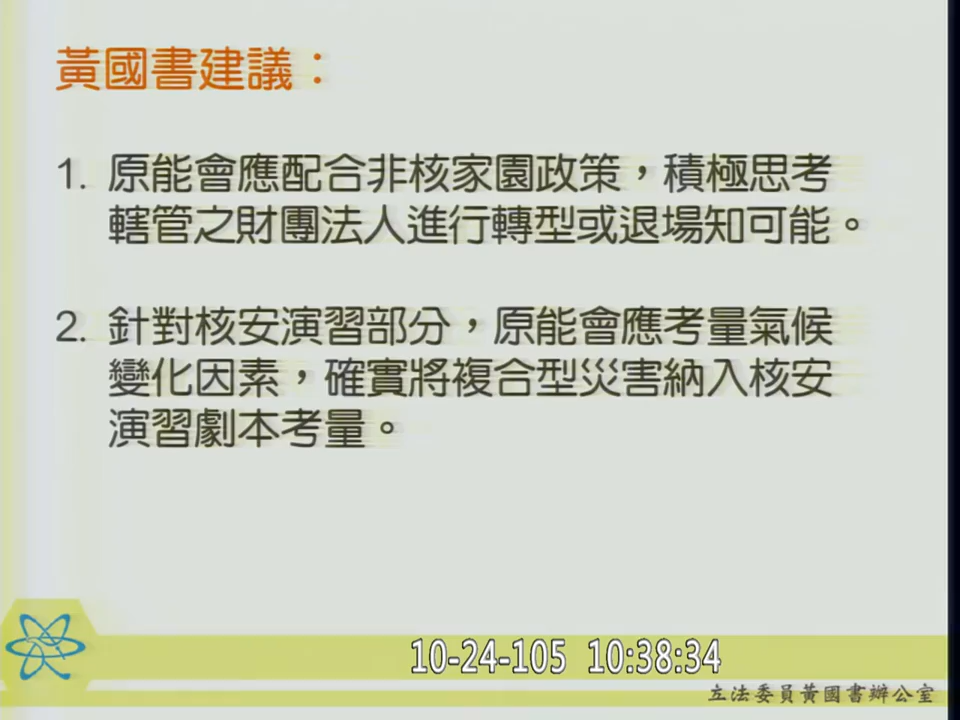 黃國書建議：
1. 原能會應配合非核家園政策，積極思考
轄管之財團法人進行轉型或退場知可能。
2. 針對核安演習部分，原能會應考量氣候
變化因素，確實將複合型災害納入核安
演習劇本考量。
10-24-105 10:38:34
立法委員黃國書辦公室